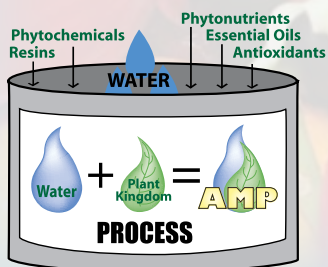 Phytonutrients
Phytochemicals
Essential Oils
Resins
Antioxidants
WATER
Water
+
Plant
Kingdom
=
AMP
PROCESS